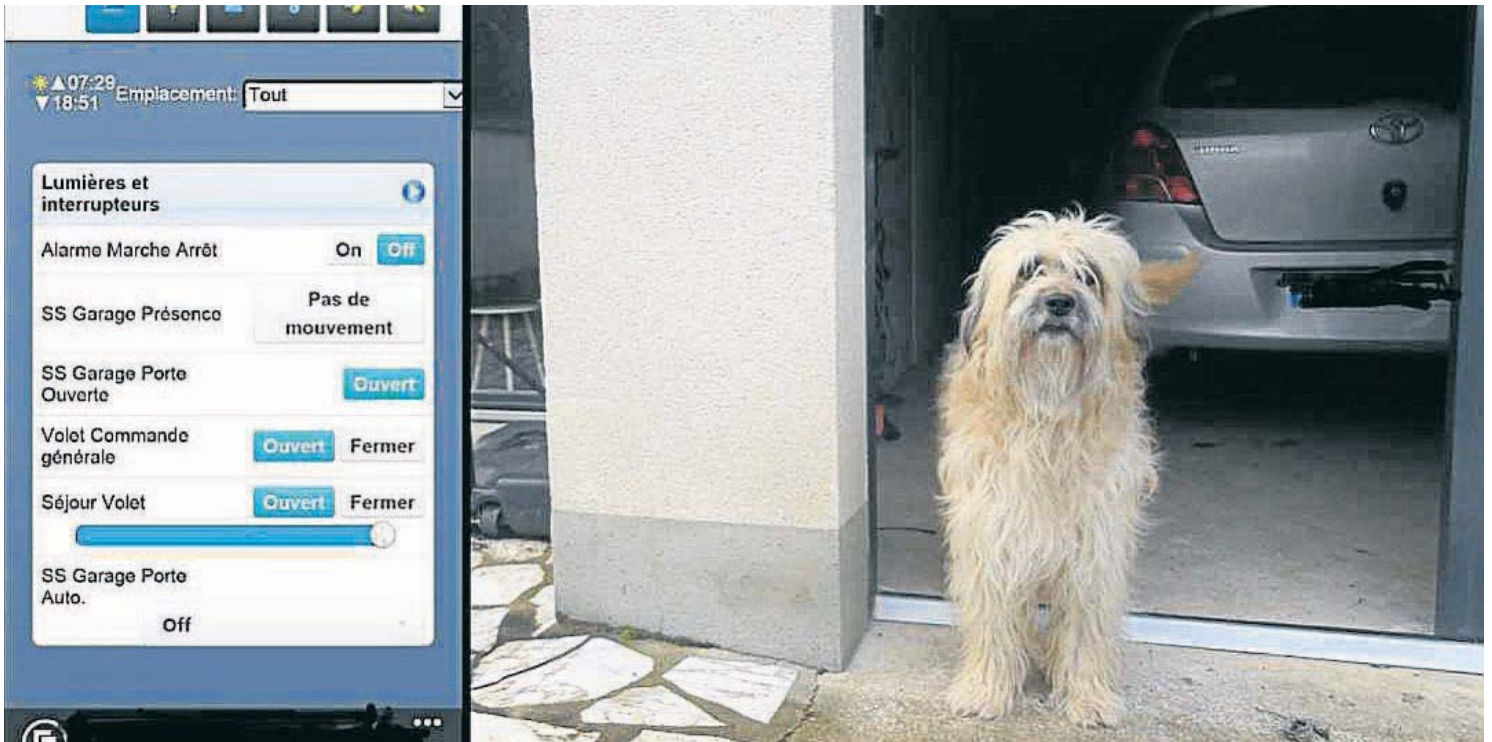 ▲07:29
▼18:51
Emplacement: Tout
Lumières et
interrupteurs
Alarme Marche Arrêt
On Off
SS Garage Présence
Pas de
mouvement
SS Garage Porte
Ouverte
Ouvert
Volet Commande
générale
Ouvert Fermer
Séjour Volet
Ouvert Fermer
SS Garage Porte
Auto.
Off